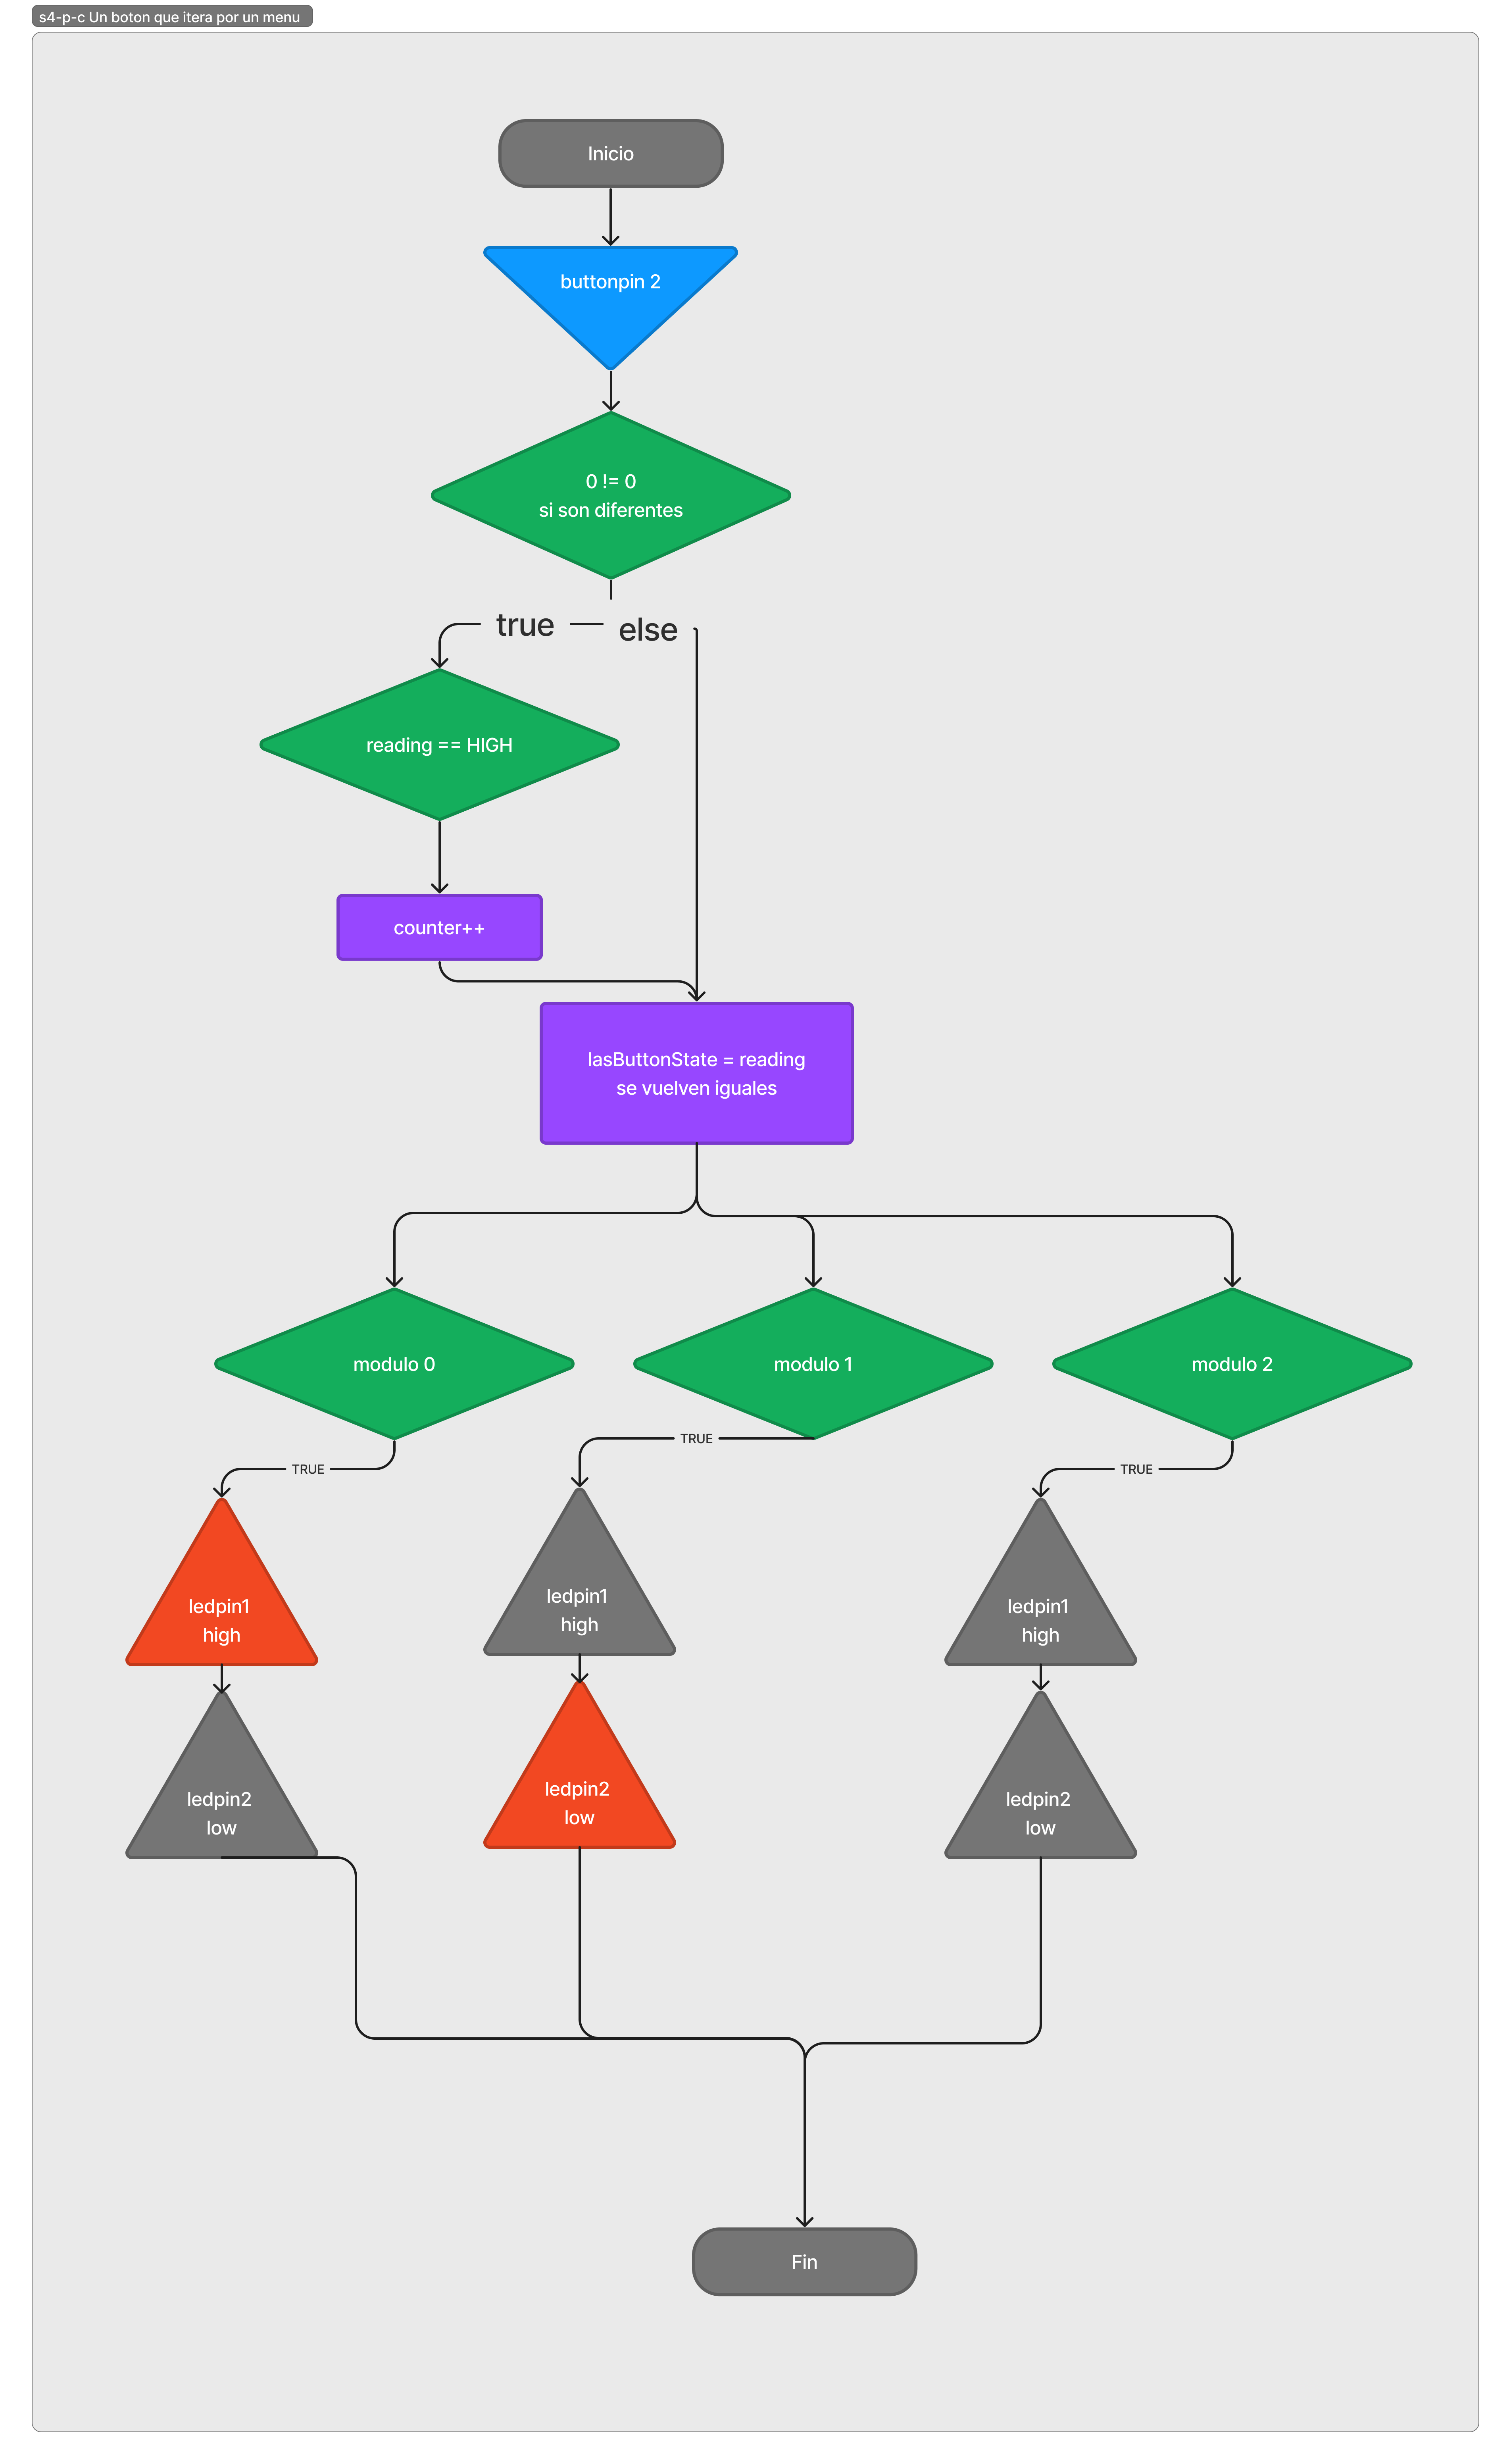 s4-p-c Un boton que itera por un menu
Inicio
buttonpin 2
0 != 0
si son diferentes
true
else
reading == HIGH
counter++
lasButtonState = reading
se vuelven iguales
modulo 0
modulo 1
modulo 2
TRUE
TRUE
TRUE
ledpin1
high
ledpin1
high
ledpin1
high
ledpin2
low
ledpin2
low
ledpin2
low
Fin